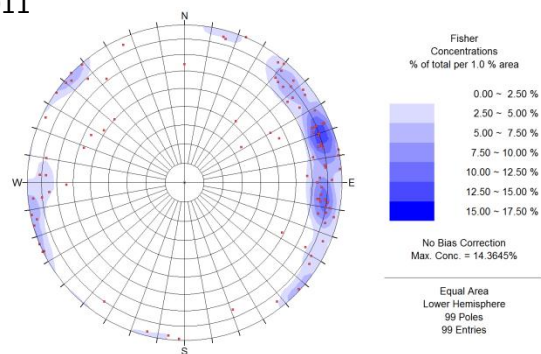 N
W
E
S
Fisher
Concentrations
% of total per 1.0 % area
0.00 ~ 2.50 %
2.50 ~ 5.00 %
5.00 ~ 7.50 %
7.50 ~ 10.00 %
10.00 ~ 12.50 %
12.50 ~ 15.00 %
15.00 ~ 17.50 %
No Bias Correction
Max. Conc. = 14.3645%
Equal Area
Lower Hemisphere
99 Poles
99 Entries